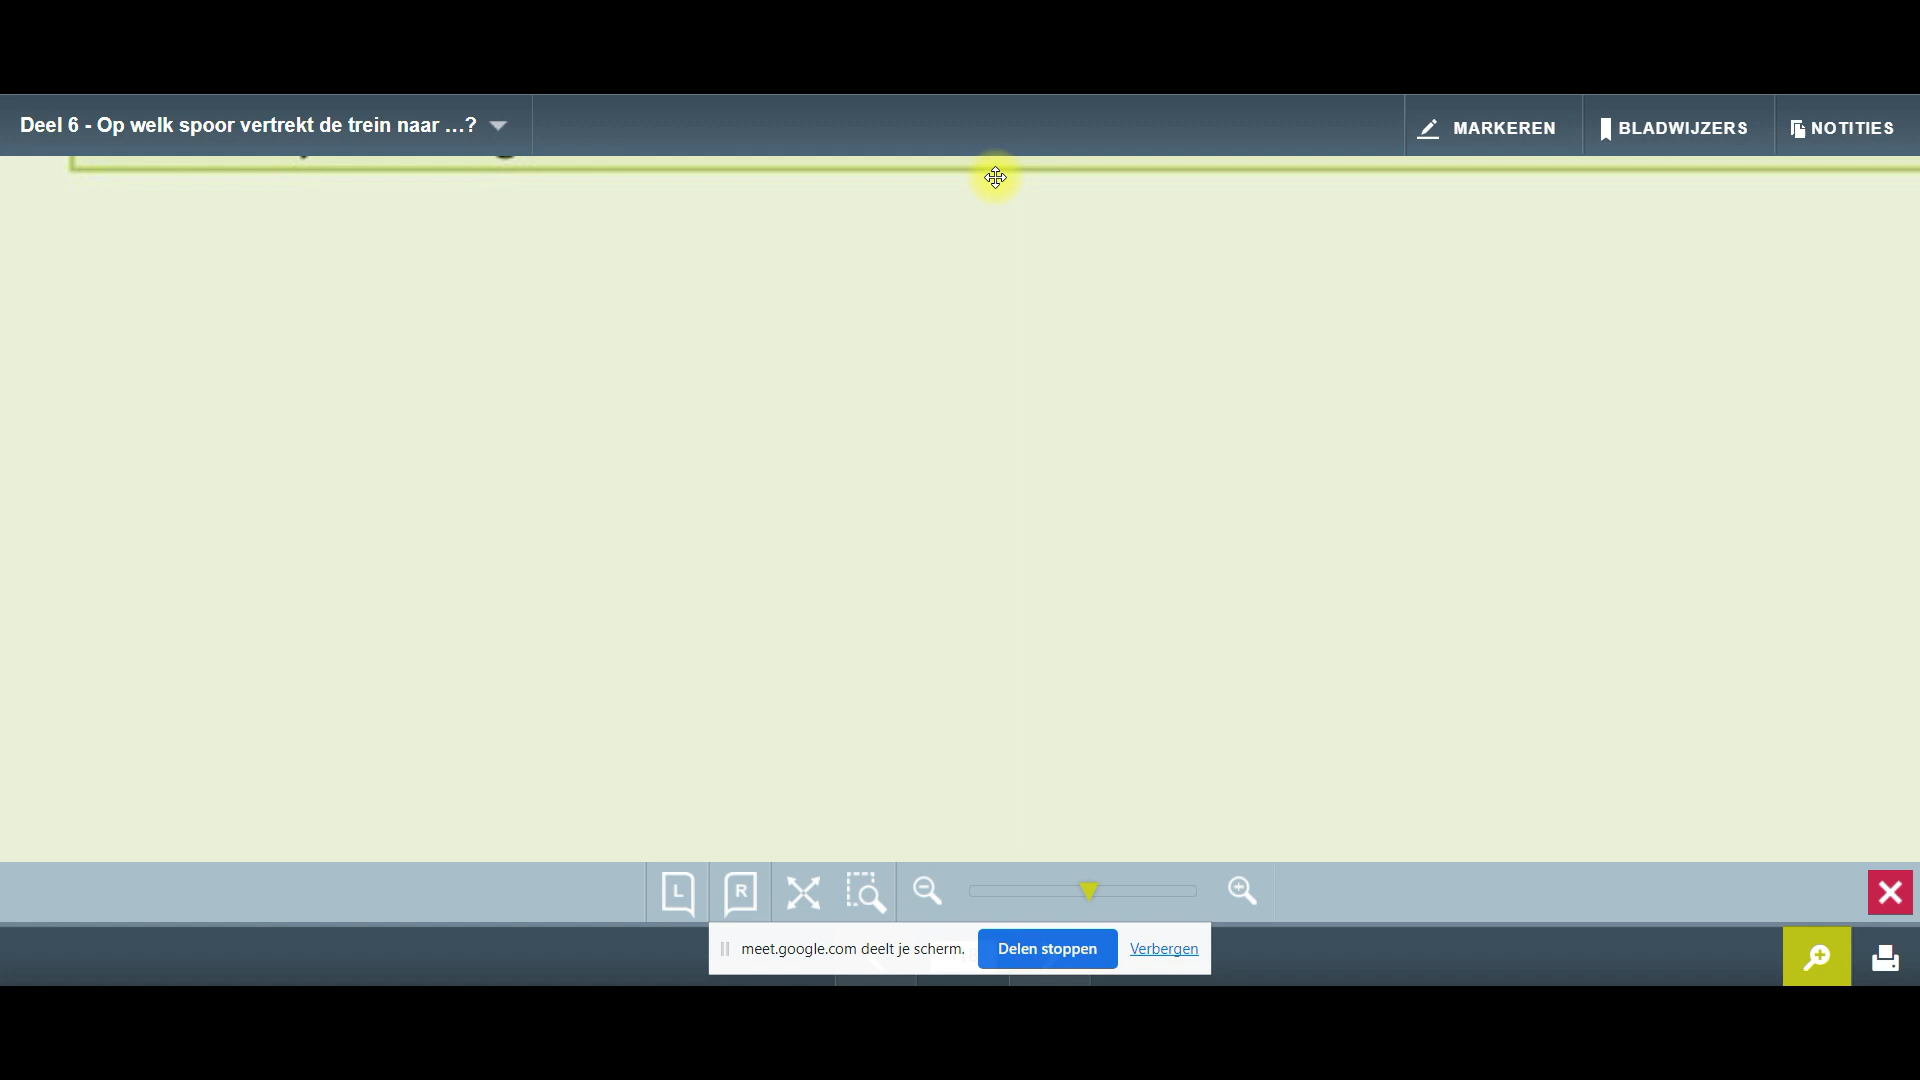 Deel 6 - Op welk spoor vertrekt de trein naar ...?
MARKEREN
BLADWIJZERS
NOTITIES
L
R
meet.google.com deelt je scherm.
Delen stoppen
Verbergen